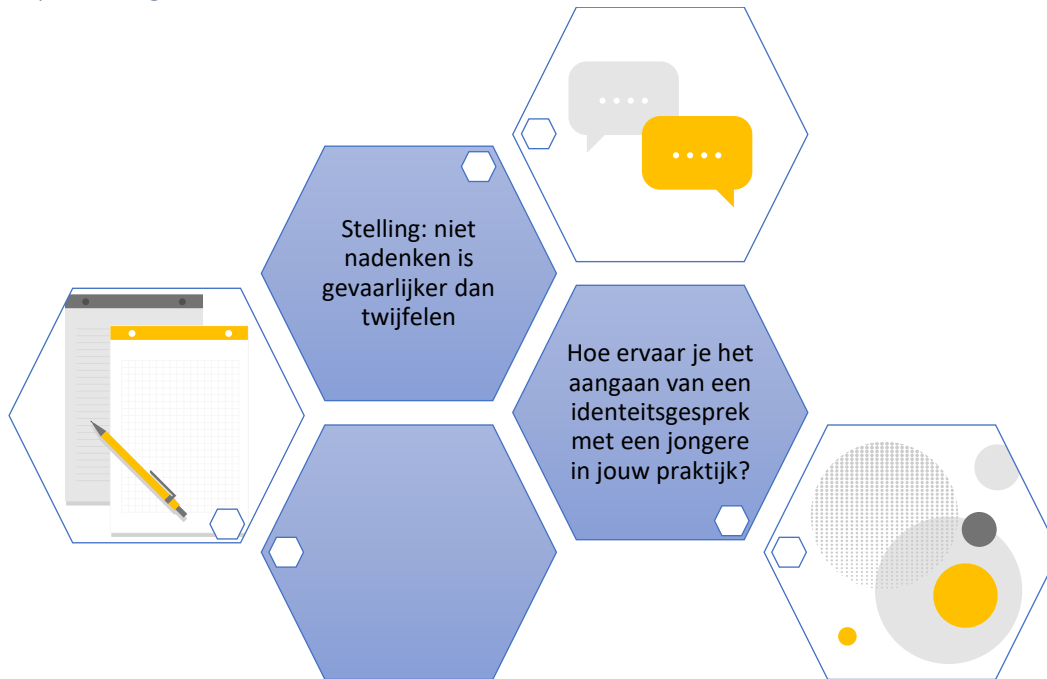 Stelling: niet
nadenken is
gevaarlijker dan
twijfelen
Hoe ervaar je het
aangaan van een
identeitsgesprek
met een jongere
in jouw praktijk?